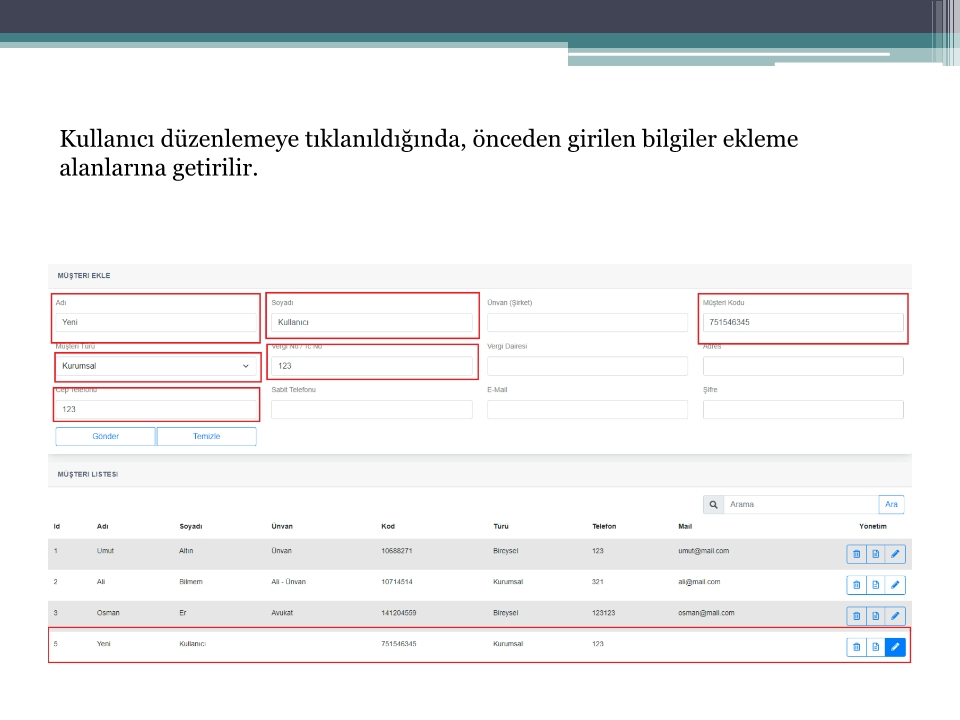 Kullanıcı düzenlemeye tıklanıldığında, önceden girilen bilgiler ekleme
alanlarına getirilir.
MÜŞTERI EKLE
Adı Soyadı Ünvan (Şirket) Müşteri Kodu
Yeni Kullanıcı 751546345
Müşteri Türü Vergi No / Tc No Vergi Dairesi Adres
Kurumsal 123
Cep Telefonu Sabit Telefonu E-Mail Şifre
123
Gönder Temizle
MÜŞTERI LISTESI
Arama Ara
Id Adı Soyadı Ünvan Kod Türü Telefon Mail Yönetim
1 Umut Altın Ünvan 10688271 Bireysel 123 umut@mail.com
2 Ali Bilmem Ali - Ünvan 10714514 Kurumsal 321 ali@mail.com
3 Osman Er Avukat 141204559 Bireysel 123123 osman@mail.com
5 Yeni Kullanıcı 751546345 Kurumsal 123